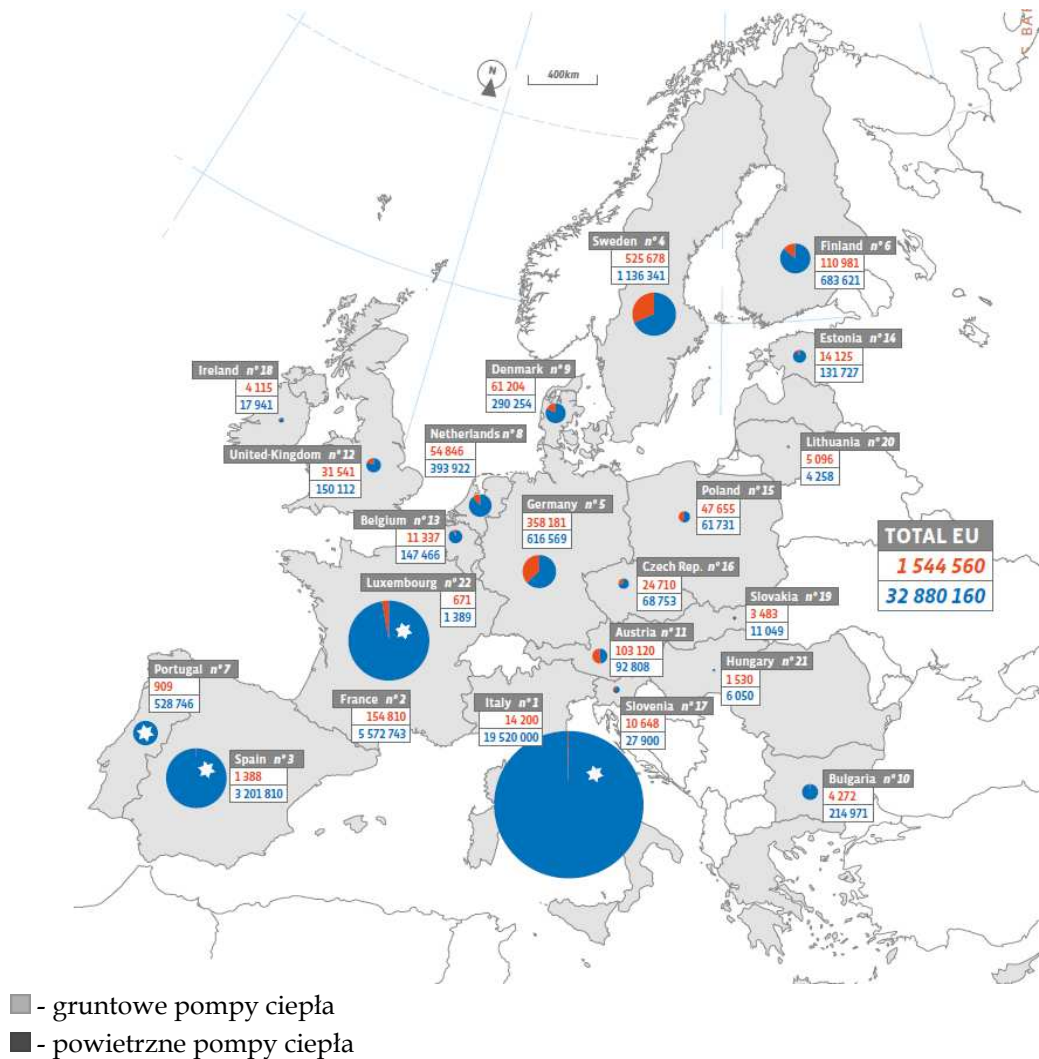 BAI
N
400km
Sweden n° 4
525 678
1 136 341
Finland n° 6
110 981
683 621
Estonia n° 14
14 125
131 727
Ireland n° 18
4 115
17 941
Denmark n° 9
61 204
290 254
Netherlands n° 8
54 846
393 922
United-Kingdom n° 12
31 541
150 112
Lithuania n° 20
5 096
4 258
Poland n° 15
47 655
61 731
Germany n° 5
358 181
616 569
Belgium n° 13
11 337
147 466
TOTAL EU
1 544 560
32 880 160
Czech Rep. n° 16
24 710
68 753
Luxembourg n° 22
671
1 389
Slovakia n° 19
3 483
11 049
Austria n° 11
103 120
92 808
Hungary n° 21
1 530
6 050
Portugal n° 7
909
528 746
France n° 2
154 810
5 572 743
Italy n° 1
14 200
19 520 000
Slovenia n° 17
10 648
27 900
Spain n° 3
1 388
3 201 810
Bulgaria n° 10
4 272
214 971
- gruntowe pompy ciepła
- powietrzne pompy ciepła